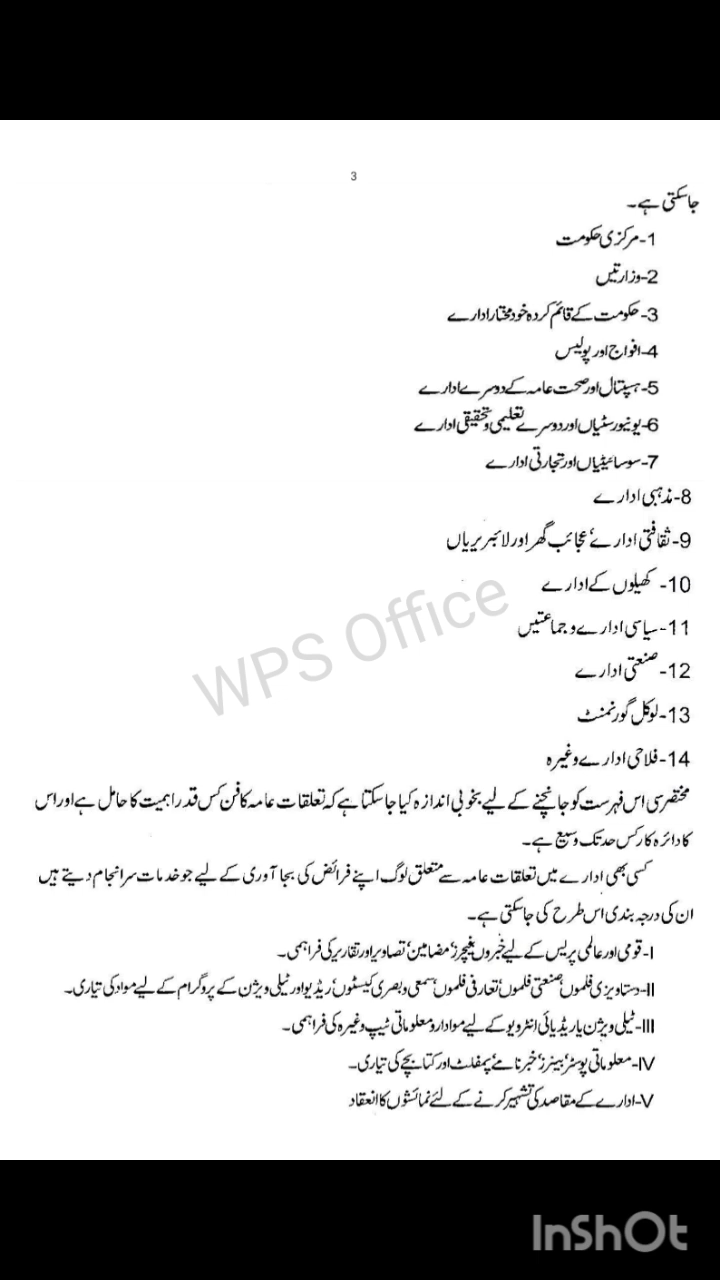 3
جاسکتی ہے۔
1-مرکزی حکومت
2-وزارتیں
3-حکومت کے قائم کردہ خود مختار ادارے
4-افواج اور پولیس
5-ہسپتال اور صحت عامہ کے دوسرے ادارے
6-یونیورسٹیاں اور دوسرے تعلیمی و تحقیقی ادارے
7-سوسائیٹیاں اور تجارتی ادارے
8-مذہبی ادارے
9-ثقافتی ادارے، عجائب گھر اور لائبریریاں
10- کھیلوں کے ادارے
11-سیاسی ادارے و جماعتیں
12-صنعتی ادارے
13-لوکل گورنمنٹ
14-فلاحی ادارے وغیرہ
مختصر سی اس فہرست کو جانچنے کے لیے بخوبی اندازہ کیا جاسکتا ہے کہ تعلقات عامہ کا فن کس قدر اہمیت کا حامل ہے اور اس
کا دائرہ کار کس حد تک وسیع ہے۔
کسی بھی ادارے میں تعلقات عامہ سے متعلق لوگ اپنے فرائض کی بجا آوری کے لیے جو خدمات سرانجام دیتے ہیں
ان کی درجہ بندی اس طرح کی جاسکتی ہے۔
I-قومی اور عالمی پریس کے لیے خبروں، فیچرز، مضامین، تصاویر اور تقاریر کی فراہمی۔
II-دستاویزی فلموں، صنعتی فلموں، تعارفی فلموں، سمعی و بصری کیسٹوں، ریڈیو اور ٹیلی ویژن کے پروگرام کے لیے مواد کی تیاری۔
III-ٹیلی ویژن یا ریڈیائی انٹرویو کے لیے مواد اور معلوماتی ٹیپ وغیرہ کی فراہمی۔
IV-معلوماتی پوسٹر، بینرز، خبرنامے، پمفلٹ اور کتابچے کی تیاری۔
V-ادارے کے مقاصد کی تشہیر کرنے کے لئے نمائشوں کا انعقاد
WPS Office
InShOt